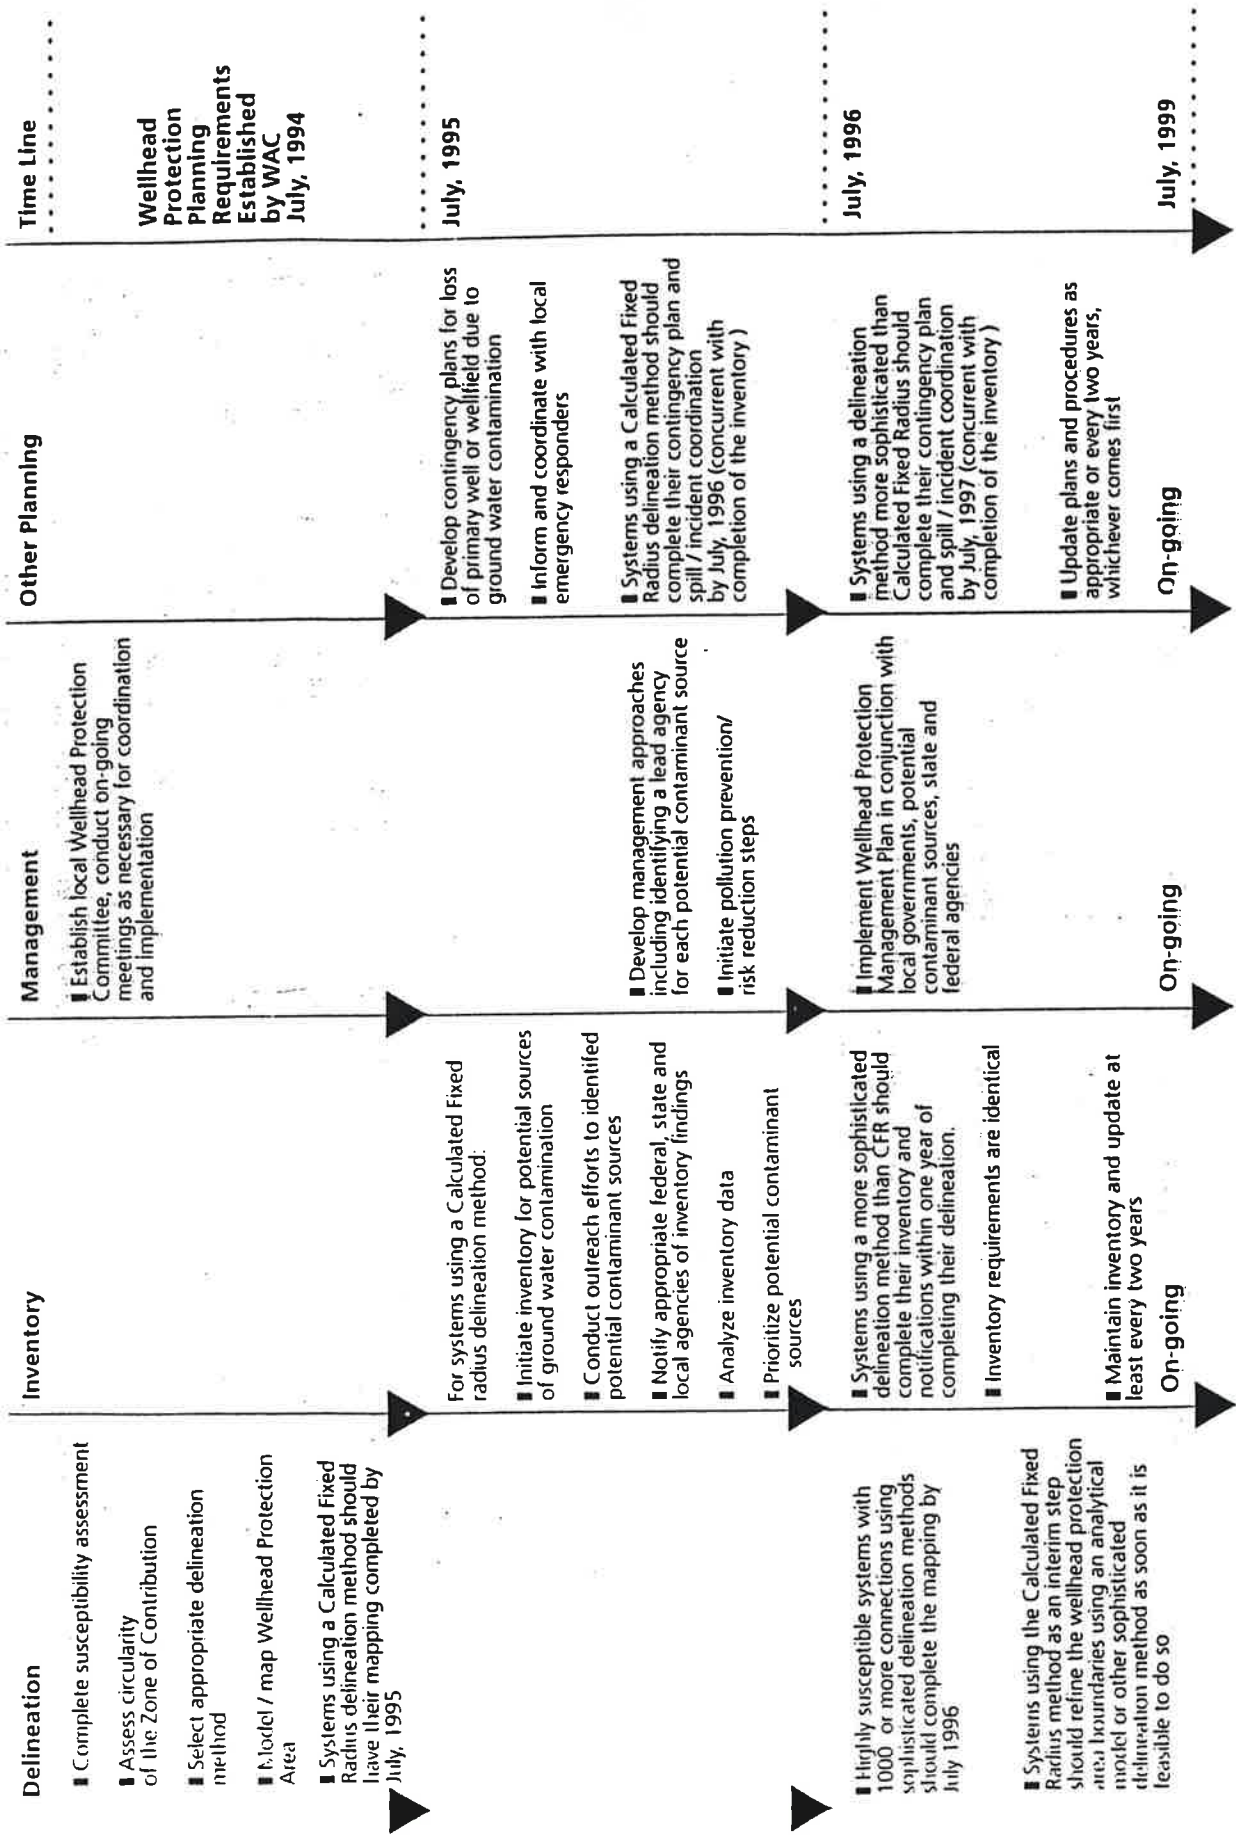 Delineation
■ Complete susceptibility assessment
■ Assess circularity
of the Zone of Contribution
■ Select appropriate delineation
method
■ Model / map Wellhead Protection
Area
■ Systems using a Calculated Fixed
Radius delineation method should
have their mapping completed by
July, 1995
■ Highly susceptible systems with
1000 or more connections using
sophisticated delineation methods
should complete the mapping by
July 1996
■ Systems using the Calculated Fixed
Radius method as an interim step
should refine the wellhead protection
area boundaries using an analytical
model or other sophisticated
delineation method as soon as it is
feasible to do so
Inventory
For systems using a Calculated Fixed
radius delineation method:
■ Initiate inventory for potential sources
of ground water contamination
■ Conduct outreach efforts to identifed
potential contaminant sources
■ Notify appropriate federal, state and
local agencies of inventory findings
■ Analyze inventory data
■ Prioritize potential contaminant
sources
■ Systems using a more sophisticated
delineation method than CFR should
complete their inventory and
notifications within one year of
completing their delineation.
■ Inventory requirements are identical
■ Maintain inventory and update at
least every two years
On-going
Management
■ Establish local Wellhead Protection
Committee, conduct on-going
meetings as necessary for coordination
and implementation
■ Develop management approaches
including identifying a lead agency
for each potential contaminant source
■ Initiate pollution prevention/
risk reduction steps
■ Implement Wellhead Protection
Management Plan in conjunction with
local governments, potential
contaminant sources, state and
federal agencies
On-going
Other Planning
■ Develop contingency plans for loss
of primary well or wellfield due to
ground water contamination
■ Inform and coordinate with local
emergency responders
■ Systems using a Calculated Fixed
Radius delineation method should
complete their contingency plan and
spill / incident coordination
by July, 1996 (concurrent with
completion of the inventory )
■ Systems using a delineation
method more sophisticated than
Calculated Fixed Radius should
complete their contingency plan
and spill / incident coordination
by July, 1997 (concurrent with
completion of the inventory )
■ Update plans and procedures as
appropriate or every two years,
whichever comes first
On-going
Time Line
Wellhead
Protection
Planning
Requirements
Established
by WAC
July, 1994
July, 1995
July, 1996
July, 1999